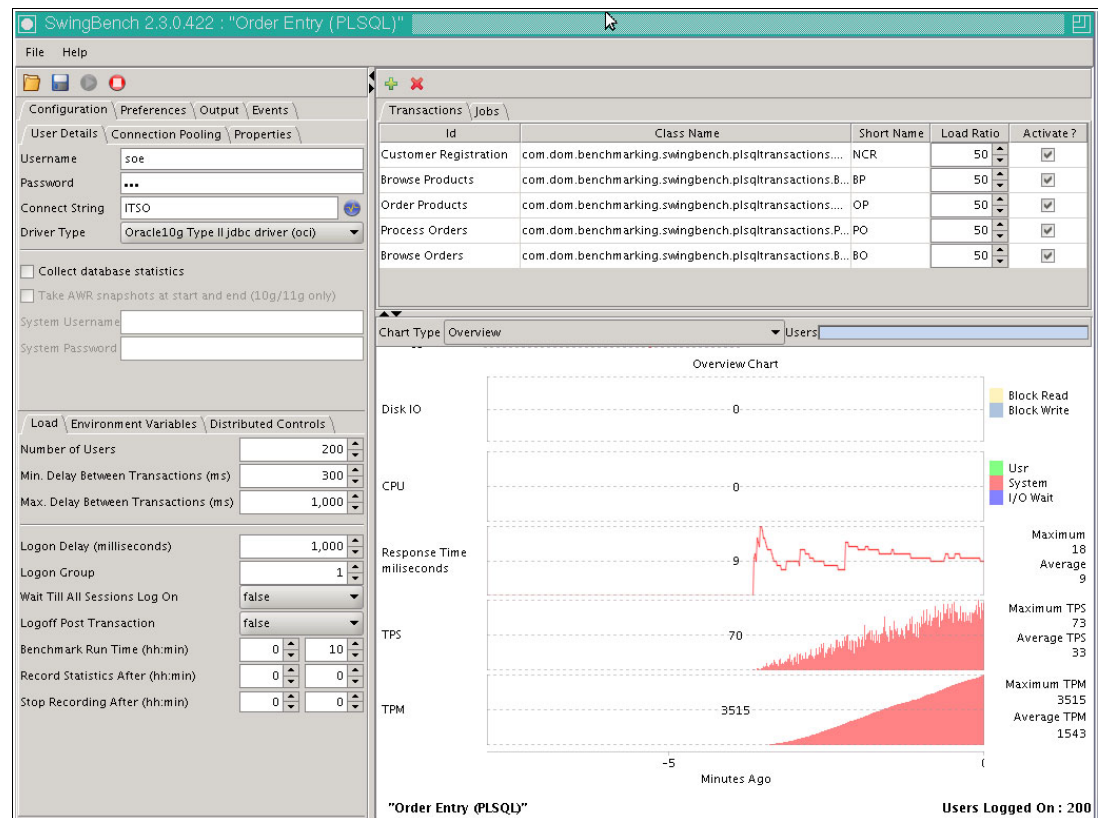 SwingBench 2.3.0.422 : "Order Entry (PLSQL)"
File Help
Configuration Preferences Output Events
User Details Connection Pooling Properties
Username soe
Password •••
Connect String ITSO
Driver Type Oracle10g Type II jdbc driver (oci)
Collect database statistics
Take AWR snapshots at start and end (10g/11g only)
System Username
System Password
Load Environment Variables Distributed Controls
Number of Users 200
Min. Delay Between Transactions (ms) 300
Max. Delay Between Transactions (ms) 1,000
Logon Delay (milliseconds) 1,000
Logon Group 1
Wait Till All Sessions Log On false
Logoff Post Transaction false
Benchmark Run Time (hh:min) 0 10
Record Statistics After (hh:min) 0 0
Stop Recording After (hh:min) 0 0
Transactions Jobs
Id Class Name Short Name Load Ratio Activate ?
Customer Registration com.dom.benchmarking.swingbench.plsqltransactions.... NCR 50
Browse Products com.dom.benchmarking.swingbench.plsqltransactions.B... BP 50
Order Products com.dom.benchmarking.swingbench.plsqltransactions.... OP 50
Process Orders com.dom.benchmarking.swingbench.plsqltransactions.P... PO 50
Browse Orders com.dom.benchmarking.swingbench.plsqltransactions.B... BO 50
Chart Type Overview Users
Overview Chart
Disk IO 0 Block Read
Block Write
CPU 0 Usr
System
I/O Wait
Response Time
miliseconds
9
Maximum
18
Average
9
TPS 70 Maximum TPS
73
Average TPS
33
TPM 3515 Maximum TPM
3515
Average TPM
1543
-5
Minutes Ago
"Order Entry (PLSQL)" Users Logged On : 200